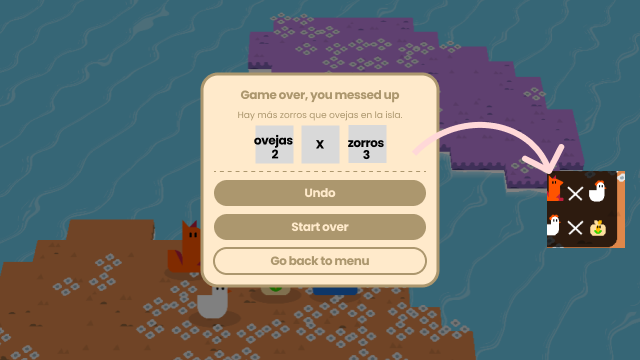 Game over, you messed up
Hay más zorros que ovejas en la isla.
ovejas
2
X
zorros
3
Undo
Start over
Go back to menu